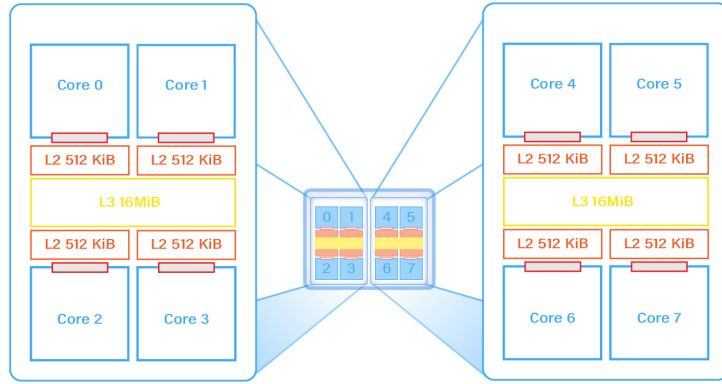 Core 0 Core 1
L2 512 KiB L2 512 KiB
L3 16MiB
L2 512 KiB L2 512 KiB
Core 2 Core 3
0 1 4 5
2 3 6 7
Core 4 Core 5
L2 512 KiB L2 512 KiB
L3 16MiB
L2 512 KiB L2 512 KiB
Core 6 Core 7